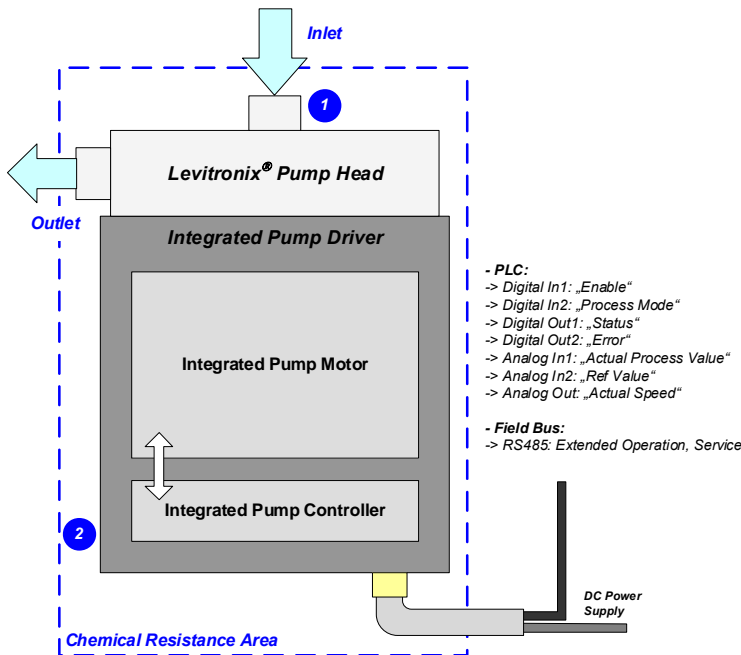 Inlet
1
Levitronix® Pump Head
Outlet
Integrated Pump Driver
- PLC:
-> Digital In1: „Enable“
-> Digital In2: „Process Mode“
-> Digital Out1: „Status“
-> Digital Out2: „Error“
-> Analog In1: „Actual Process Value“
-> Analog In2: „Ref Value“
-> Analog Out: „Actual Speed“
- Field Bus:
-> RS485: Extended Operation, Service
Integrated Pump Motor
Integrated Pump Controller
2
DC Power
Supply
Chemical Resistance Area